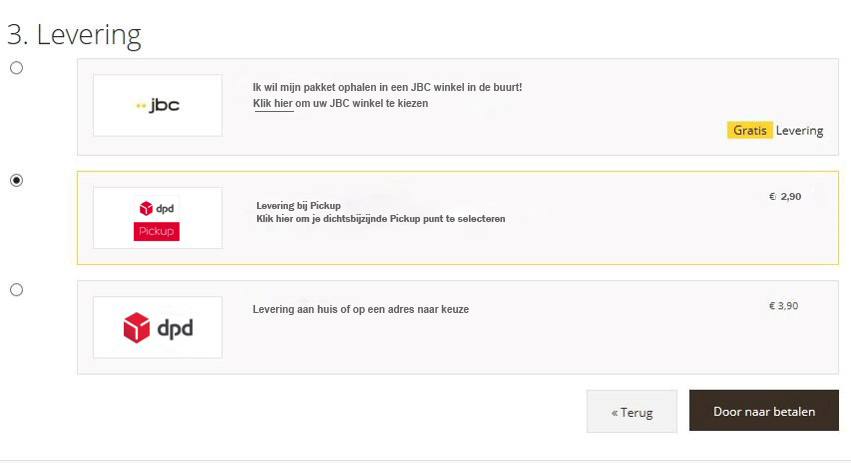 3. Levering
jbc
Ik wil mijn pakket ophalen in een JBC winkel in de buurt!
Klik hier om uw JBC winkel te kiezen
Gratis Levering
dpd
Pickup
Levering bij Pickup
Klik hier om je dichtsbijzijnde Pickup punt te selecteren
€ 2,90
dpd
Levering aan huis of op een adres naar keuze
€ 3,90
« Terug
Door naar betalen